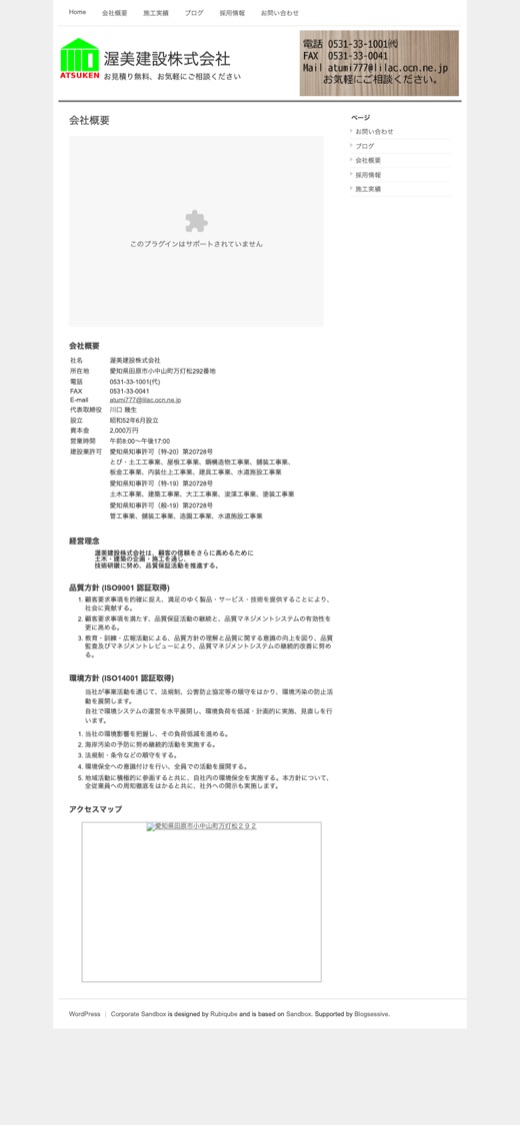 Home 会社概要 施工実績 ブログ 採用情報 お問い合わせ
ATSUKEN
渥美建設株式会社
お見積り無料、お気軽にご相談ください
電話 0531-33-1001㈹
FAX 0531-33-0041
Mail atumi777@lilac.ocn.ne.jp
お気軽にご相談ください。
会社概要
このプラグインはサポートされていません
会社概要
社名 渥美建設株式会社
所在地 愛知県田原市小中山町万灯松292番地
電話 0531-33-1001(代)
FAX 0531-33-0041
E-mail atumi777@lilac.ocn.ne.jp
代表取締役 川口 幾生
設立 昭和52年6月設立
資本金 2,000万円
営業時間 午前8:00〜午後17:00
建設業許可 愛知県知事許可（特-20）第20728号
とび・土工工事業、屋根工事業、鋼構造物工事業、舗装工事業、
板金工事業、内装仕上工事業、建具工事業、水道施設工事業
愛知県知事許可（特-19）第20728号
土木工事業、建築工事業、大工工事業、浚渫工事業、塗装工事業
愛知県知事許可（般-19）第20728号
管工事業、舗装工事業、造園工事業、水道施設工事業
経営理念
渥美建設株式会社は、顧客の信頼をさらに高めるために
土木・建築の企画・施工を通し、
技術研鑽に努め、品質保証活動を推進する。
品質方針 (ISO9001 認証取得)
1. 顧客要求事項を的確に捉え、満足のゆく製品・サービス・技術を提供することにより、
社会に貢献する。
2. 顧客要求事項を満たす、品質保証活動の継続と、品質マネジメントシステムの有効性を
更に高める。
3. 教育・訓練・広報活動による、品質方針の理解と品質に関する意識の向上を図り、品質
監査及びマネジメントレビューにより、品質マネジメントシステムの継続的改善に努め
る。
環境方針 (ISO14001 認証取得)
当社が事業活動を通じて、法規制、公害防止協定等の順守をはかり、環境汚染の防止活
動を展開します。
自社で環境システムの運営を水平展開し、環境負荷を低減・計画的に実施、見直しを行
います。
1. 当社の環境影響を把握し、その負荷低減を進める。
2. 海岸汚染の予防に努め継続的活動を実施する。
3. 法規制・条令などの順守をする。
4. 環境保全への意識付けを行い、全員での活動を展開する。
5. 地域活動に積極的に参画すると共に、自社内の環境保全を実施する。本方針について、
全従業員への周知徹底をはかると共に、社外への開示も実施します。
アクセスマップ
愛知県田原市小中山町万灯松２９２
ページ
お問い合わせ
ブログ
会社概要
採用情報
施工実績
WordPress | Corporate Sandbox is designed by Rubiqube and is based on Sandbox. Supported by Blogsessive.